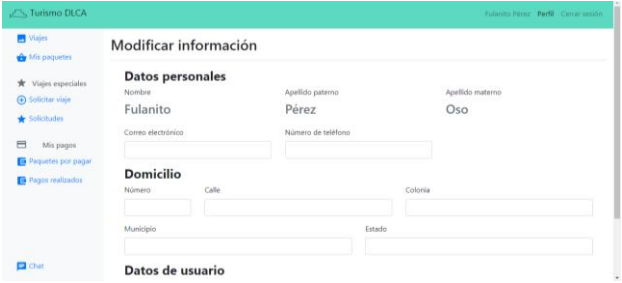 Turismo DLCA
Fulanito Pérez Perfil Cerrar sesión
Viajes
Mis paquetes
Viajes especiales
Solicitar viaje
Solicitudes
Mis pagos
Paquetes por pagar
Pagos realizados
Chat
Modificar información
Datos personales
Nombre Apellido paterno Apellido materno
Fulanito Pérez Oso
Correo electrónico Número de teléfono
Domicilio
Número Calle Colonia
Municipio Estado
Datos de usuario